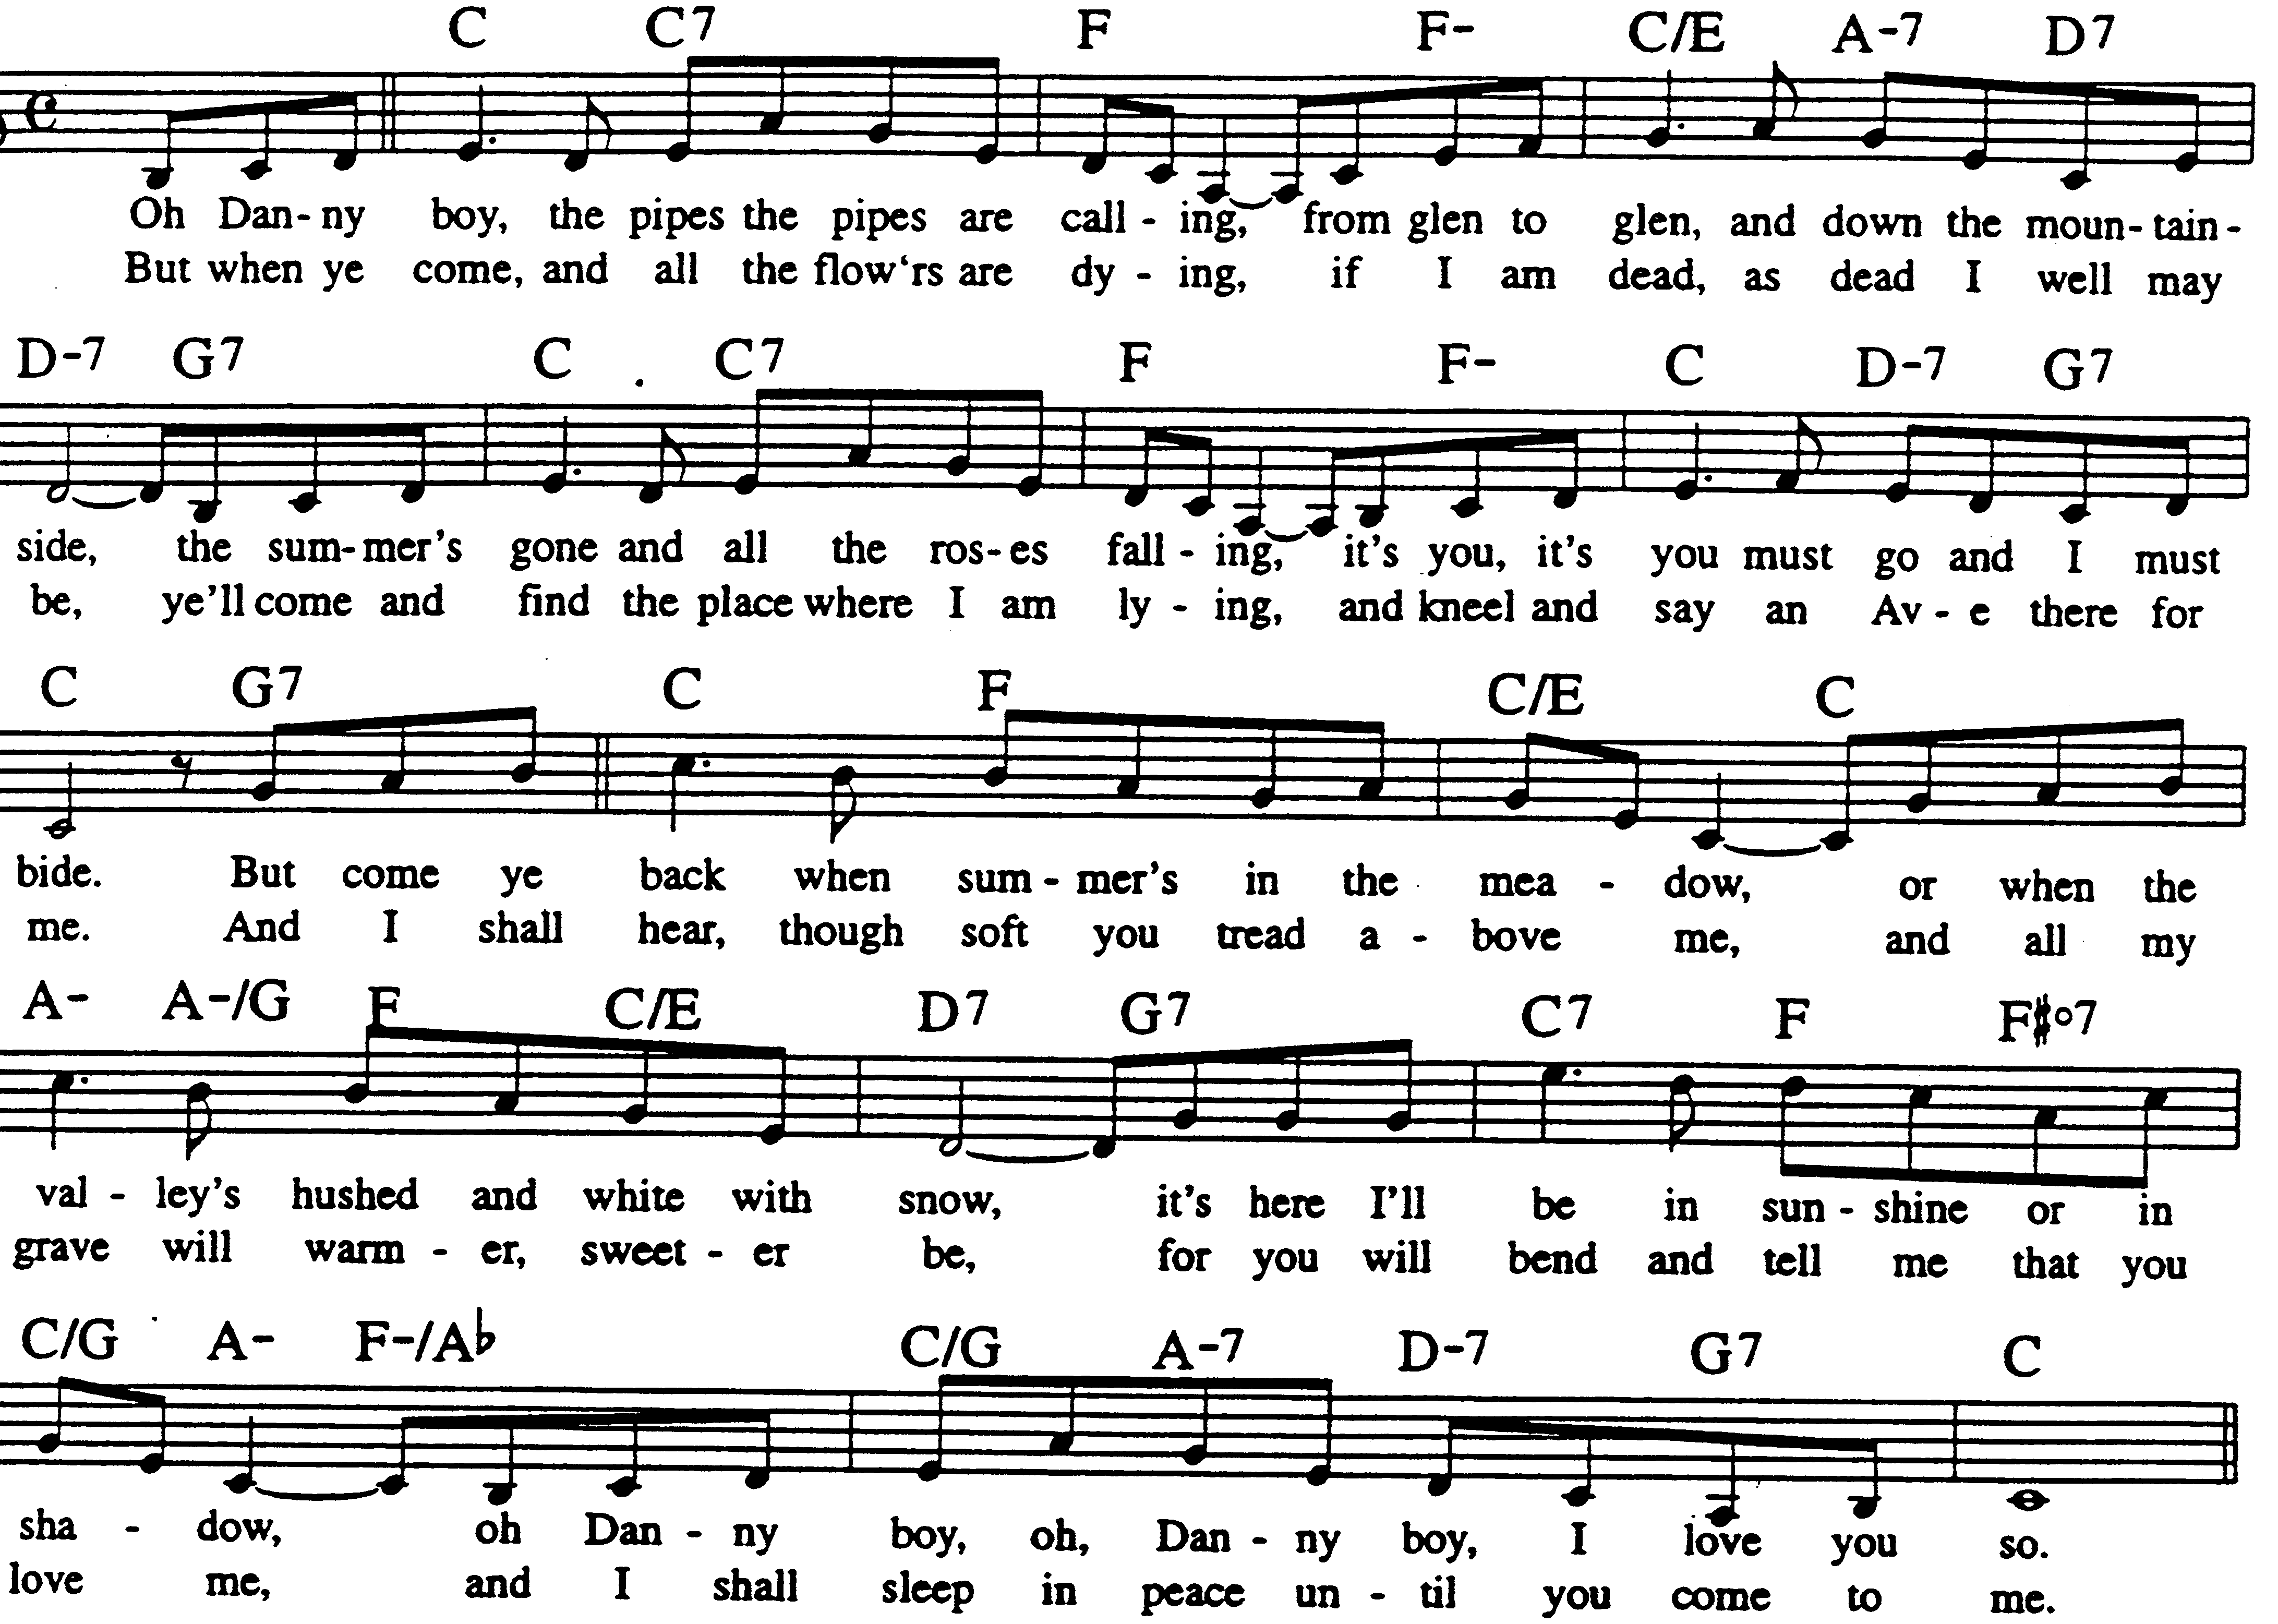 C C7 F F- C/E A-7 D7
Oh Dan- ny boy, the pipes the pipes are call - ing, from glen to glen, and down the moun- tain-
But when ye come, and all the flow‘rs are dy - ing, if I am dead, as dead I well may
D-7 G7 C C7 F F- C D-7 G7
side, the sum-mer’s gone and all the ros-es fall - ing, it’s you, it’s you must go and I must
be, ye’ll come and find the place where I am ly - ing, and kneel and say an Av - e there for
C G7 C F C/E C
bide. But come ye back when sum - mer’s in the mea - dow, or when the
me. And I shall hear, though soft you tread a - bove me, and all my
A- A-/G F C/E D7 G7 C7 F F♯°7
val - ley’s hushed and white with snow, it’s here I’ll be in sun - shine or in
grave will warm - er, sweet - er be, for you will bend and tell me that you
C/G A- F-/A♭ C/G A-7 D-7 G7 C
sha - dow, oh Dan - ny boy, oh, Dan - ny boy, I love you so.
love me, and I shall sleep in peace un - til you come to me.